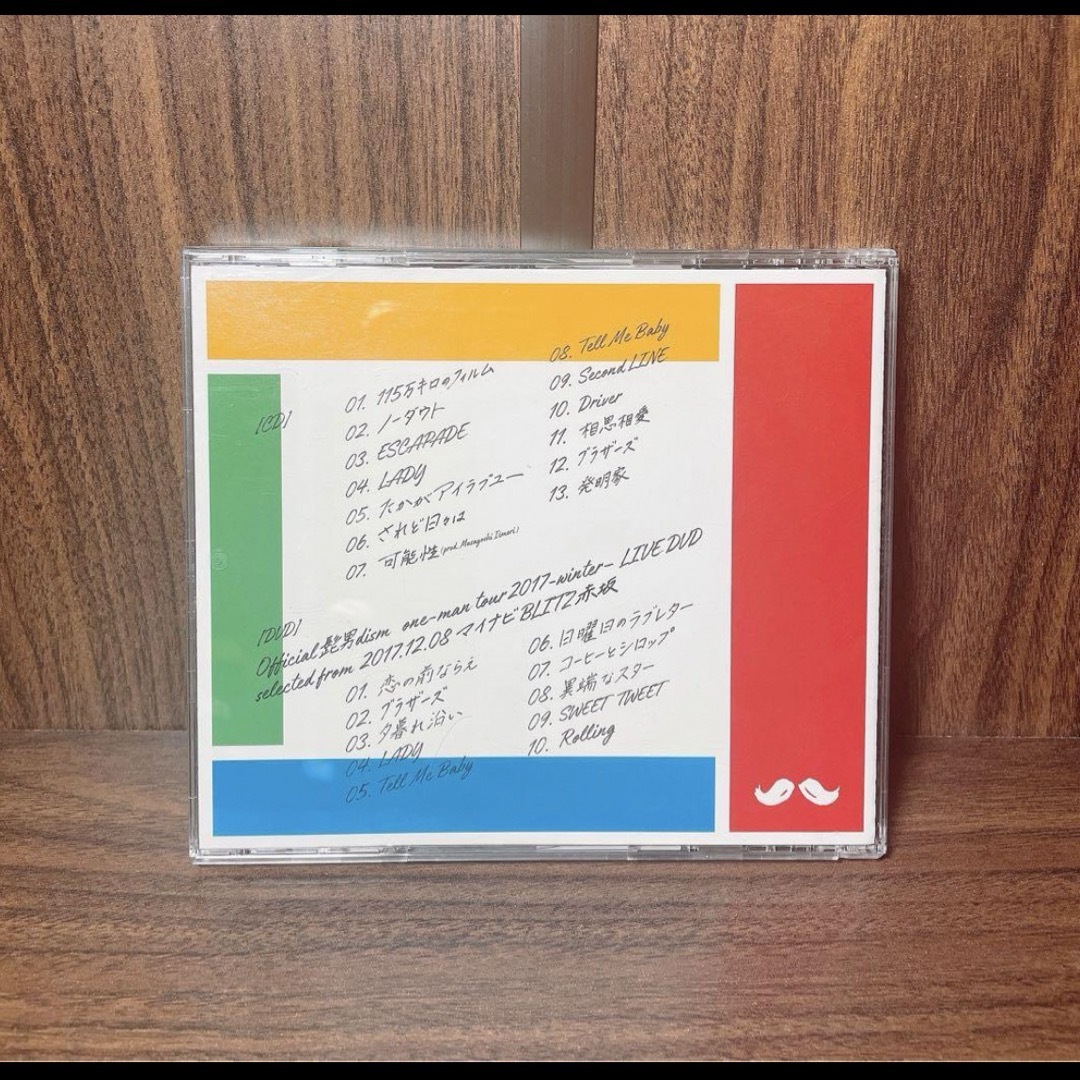 [CD]
01. 115万キロのフィルム
02. ノーダウト
03. ESCAPADE
04. LADY
05. たかがアイラブユー
06. されど日々は
07. 可能性 (prod. Masayoshi Iimori)
08. Tell Me Baby
09. Second LINE
10. Driver
11. 相思相愛
12. ブラザーズ
13. 発明家
[DVD]
Official髭男dism one-man tour 2017-winter- LIVE DVD
selected from 2017.12.08 マイナビBLITZ赤坂
01. 恋の前ならえ
02. ブラザーズ
03. 夕暮れ沿い
04. LADY
05. Tell Me Baby
06. 日曜日のラブレター
07. コーヒーとシロップ
08. 異端なスター
09. SWEET TWEET
10. Rolling